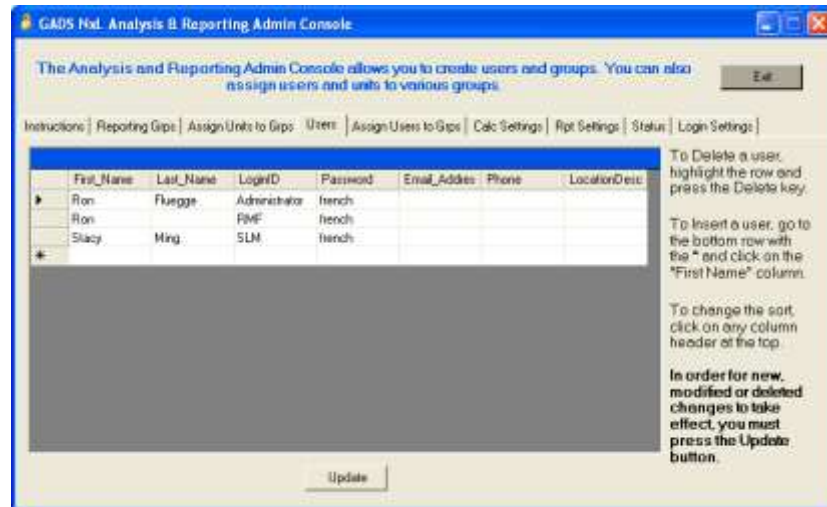 GADS NxL Analysis & Reporting Admin Console
The Analysis and Reporting Admin Console allows you to create users and groups. You can also
assign users and units to various groups.
Exit
Instructions Reporting Grps Assign Units to Grps Users Assign Users to Grps Calc Settings Rpt Settings Status Login Settings
First_Name Last_Name LoginID Password Email_Addres Phone LocationDesc
Ron Fluegge Administrator french
Ron RMF french
Stacy Ming SLM french
*
To Delete a user,
highlight the row and
press the Delete key.
To Insert a user, go to
the bottom row with
the * and click on the
"First Name" column.
To change the sort,
click on any column
header at the top.
In order for new,
modified or deleted
changes to take
effect, you must
press the Update
button.
Update